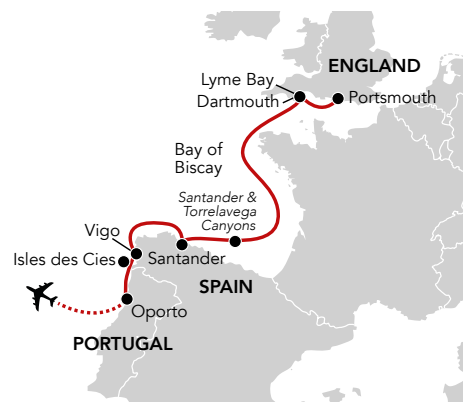 ENGLAND
Lyme Bay
Dartmouth
Portsmouth
Bay of
Biscay
Santander &
Torrelavega
Canyons
Vigo
Isles des Cies
Santander
SPAIN
Oporto
PORTUGAL